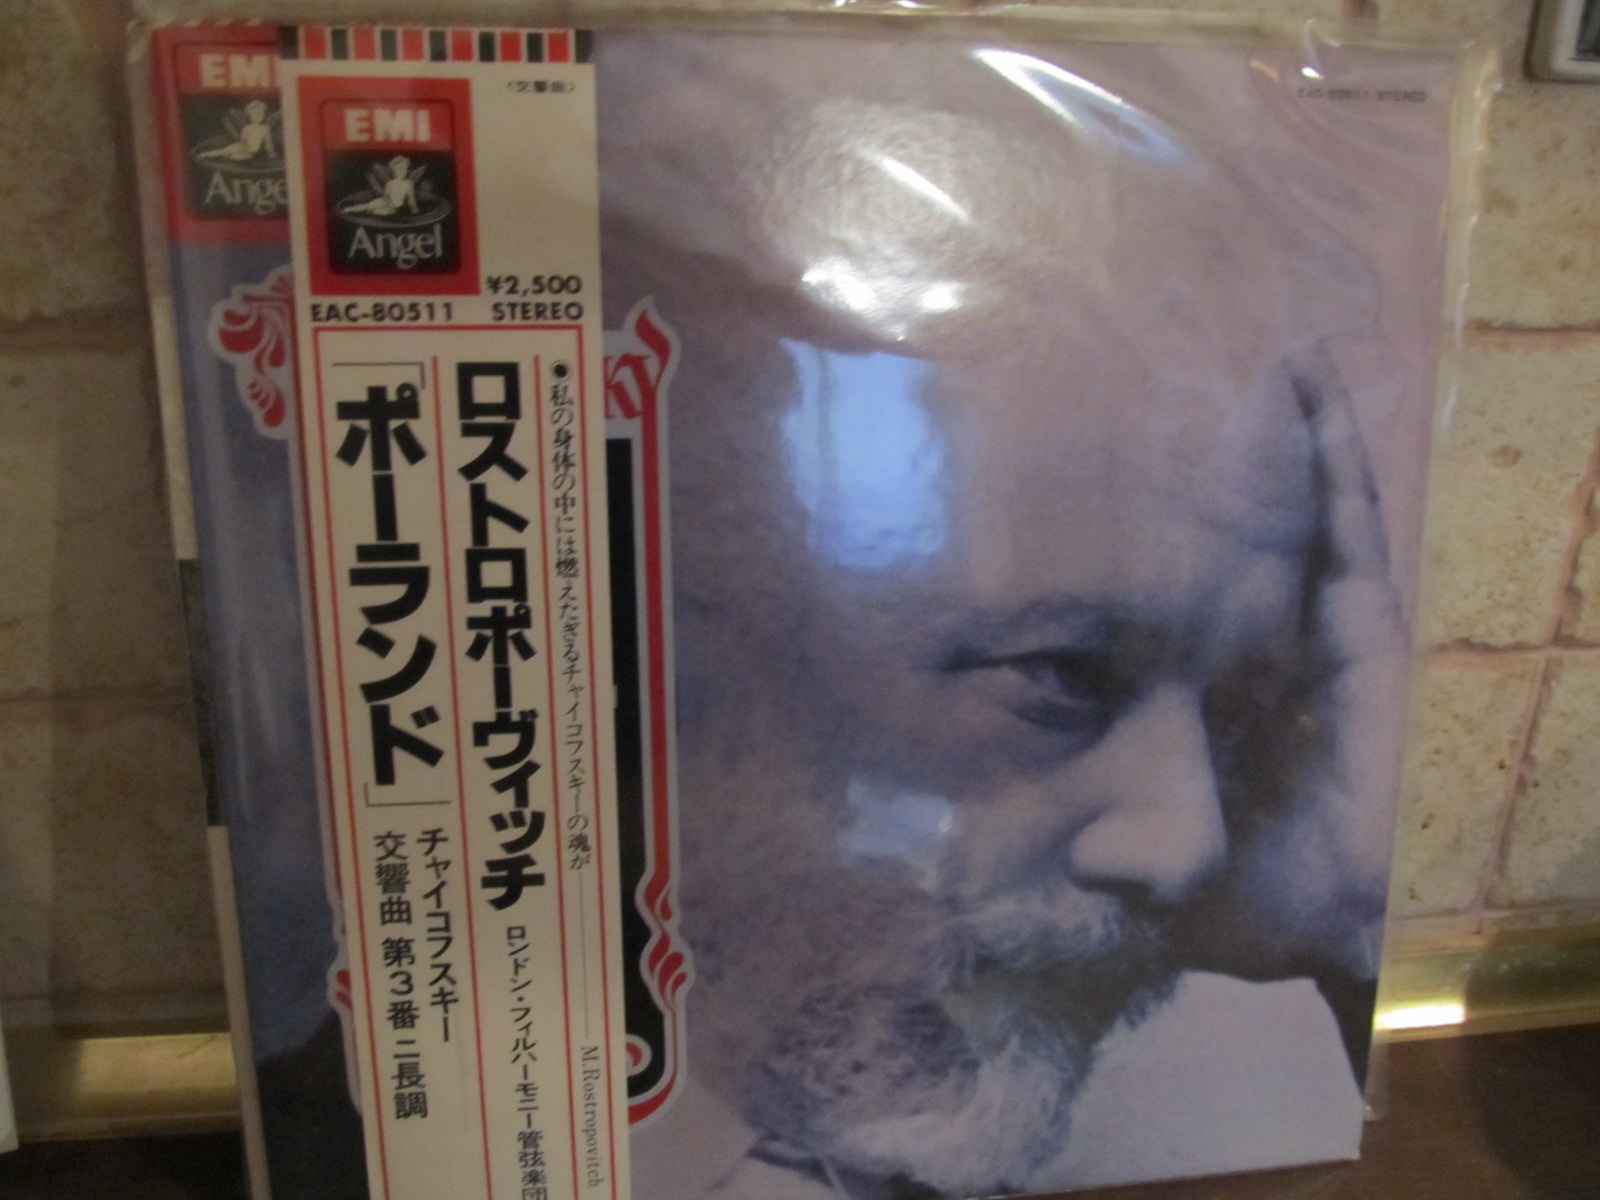 EMI
Angel
〈交響曲〉
EMI
Angel
¥2,500
EAC-80511 STEREO
EAC-80511 STEREO
●私の身体の中には燃えたぎるチャイコフスキーの魂が——M.Rostropovitch
ロストロポーヴィッチ ロンドン・フィルハーモニー管弦楽団
「ポーランド」
チャイコフスキー
交響曲 第3番 ニ長調
ky